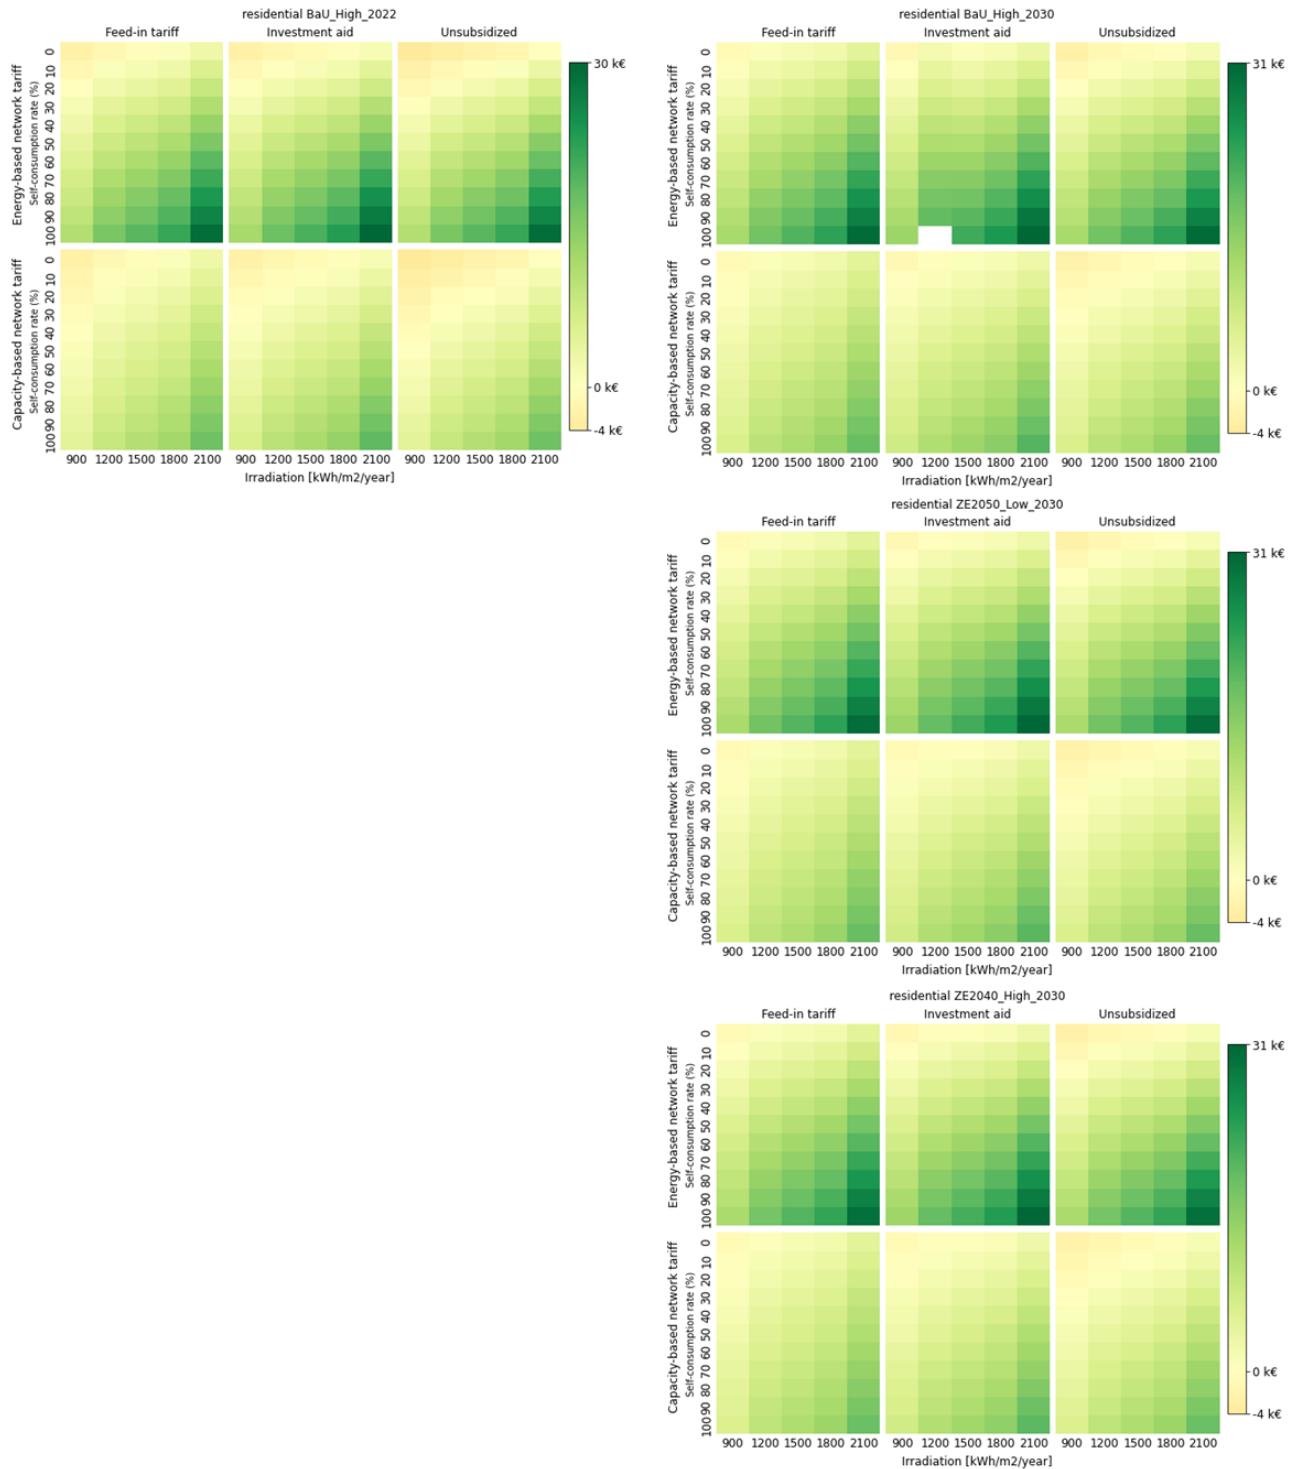 residential BaU_High_2022
Feed-in tariff Investment aid Unsubsidized
Energy-based network tariff
Self-consumption rate (%)
0 10 20 30 40 50 60 70 80 90 100
Capacity-based network tariff
Self-consumption rate (%)
0 10 20 30 40 50 60 70 80 90 100
900 1200 1500 1800 2100 900 1200 1500 1800 2100 900 1200 1500 1800 2100
Irradiation [kWh/m2/year]
30 k€
0 k€
-4 k€
residential BaU_High_2030
Feed-in tariff Investment aid Unsubsidized
Energy-based network tariff
Self-consumption rate (%)
0 10 20 30 40 50 60 70 80 90 100
Capacity-based network tariff
Self-consumption rate (%)
0 10 20 30 40 50 60 70 80 90 100
900 1200 1500 1800 2100 900 1200 1500 1800 2100 900 1200 1500 1800 2100
Irradiation [kWh/m2/year]
31 k€
0 k€
-4 k€
residential ZE2050_Low_2030
Feed-in tariff Investment aid Unsubsidized
Energy-based network tariff
Self-consumption rate (%)
0 10 20 30 40 50 60 70 80 90 100
Capacity-based network tariff
Self-consumption rate (%)
0 10 20 30 40 50 60 70 80 90 100
900 1200 1500 1800 2100 900 1200 1500 1800 2100 900 1200 1500 1800 2100
Irradiation [kWh/m2/year]
31 k€
0 k€
-4 k€
residential ZE2040_High_2030
Feed-in tariff Investment aid Unsubsidized
Energy-based network tariff
Self-consumption rate (%)
0 10 20 30 40 50 60 70 80 90 100
Capacity-based network tariff
Self-consumption rate (%)
0 10 20 30 40 50 60 70 80 90 100
900 1200 1500 1800 2100 900 1200 1500 1800 2100 900 1200 1500 1800 2100
Irradiation [kWh/m2/year]
31 k€
0 k€
-4 k€